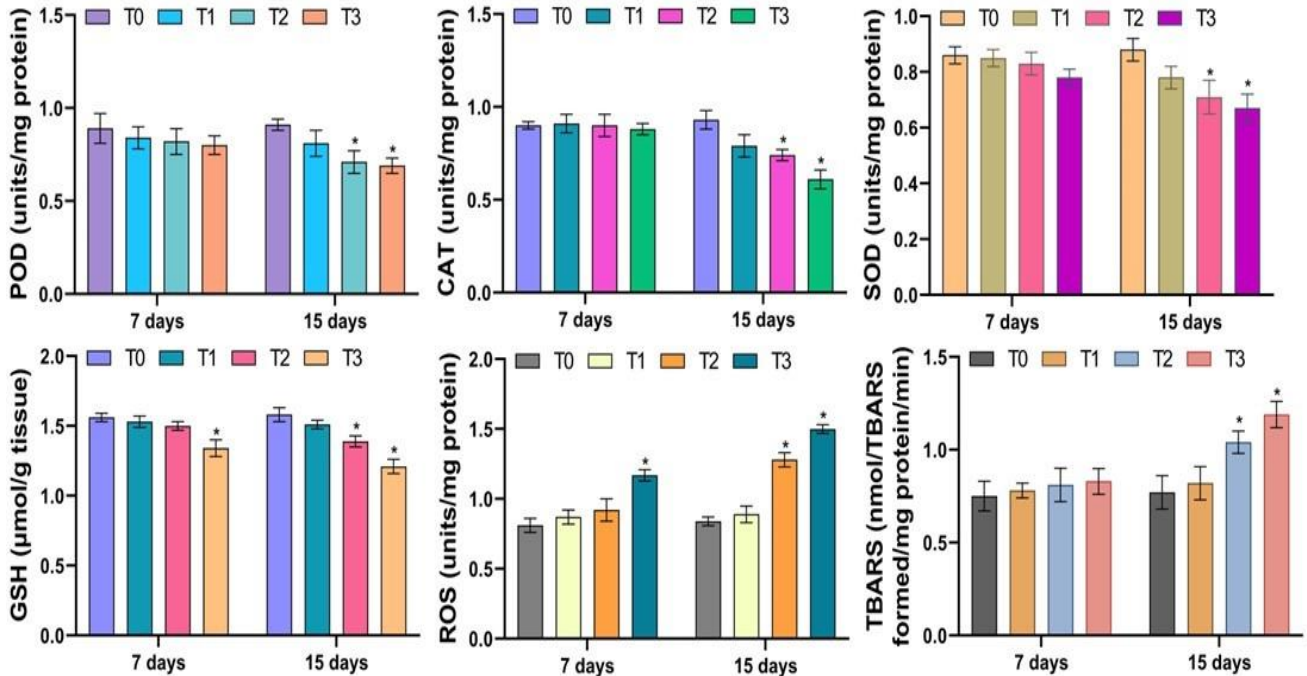 T0 T1 T2 T3
POD (units/mg protein)
1.5
1.0
0.5
0.0
* *
7 days 15 days
T0 T1 T2 T3
CAT (units/mg protein)
1.5
1.0
0.5
0.0
* *
7 days 15 days
T0 T1 T2 T3
SOD (units/mg protein)
1.0
0.8
0.6
0.4
0.2
0.0
* *
7 days 15 days
T0 T1 T2 T3
GSH (µmol/g tissue)
2.0
1.5
1.0
0.5
0.0
* * *
7 days 15 days
T0 T1 T2 T3
ROS (units/mg protein)
2.0
1.5
1.0
0.5
0.0
* * *
7 days 15 days
T0 T1 T2 T3
TBARS (nmol/TBARS
formed/mg protein/min)
1.5
1.0
0.5
0.0
* *
7 days 15 days